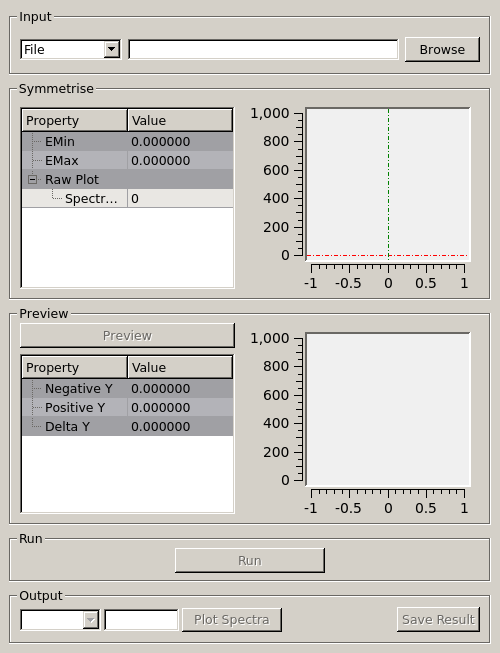 Input
File Browse
Symmetrise
Property Value
EMin 0.000000
EMax 0.000000
Raw Plot
Spectr... 0
1,000
800
600
400
200
0
-1 -0.5 0 0.5 1
Preview
Preview
Property Value
Negative Y 0.000000
Positive Y 0.000000
Delta Y 0.000000
1,000
800
600
400
200
0
-1 -0.5 0 0.5 1
Run
Run
Output
Plot Spectra Save Result